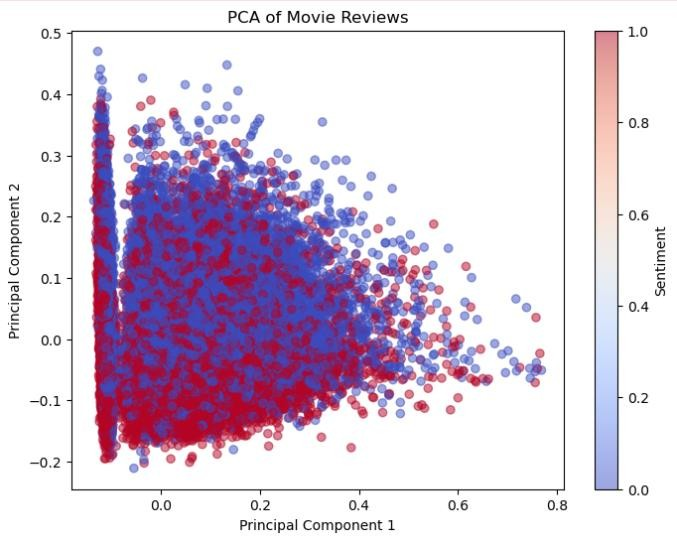 PCA of Movie Reviews
0.5
0.4
0.3
0.2
0.1
0.0
−0.1
−0.2
Principal Component 2
0.0 0.2 0.4 0.6 0.8
Principal Component 1
1.0
0.8
0.6
0.4
0.2
0.0
Sentiment